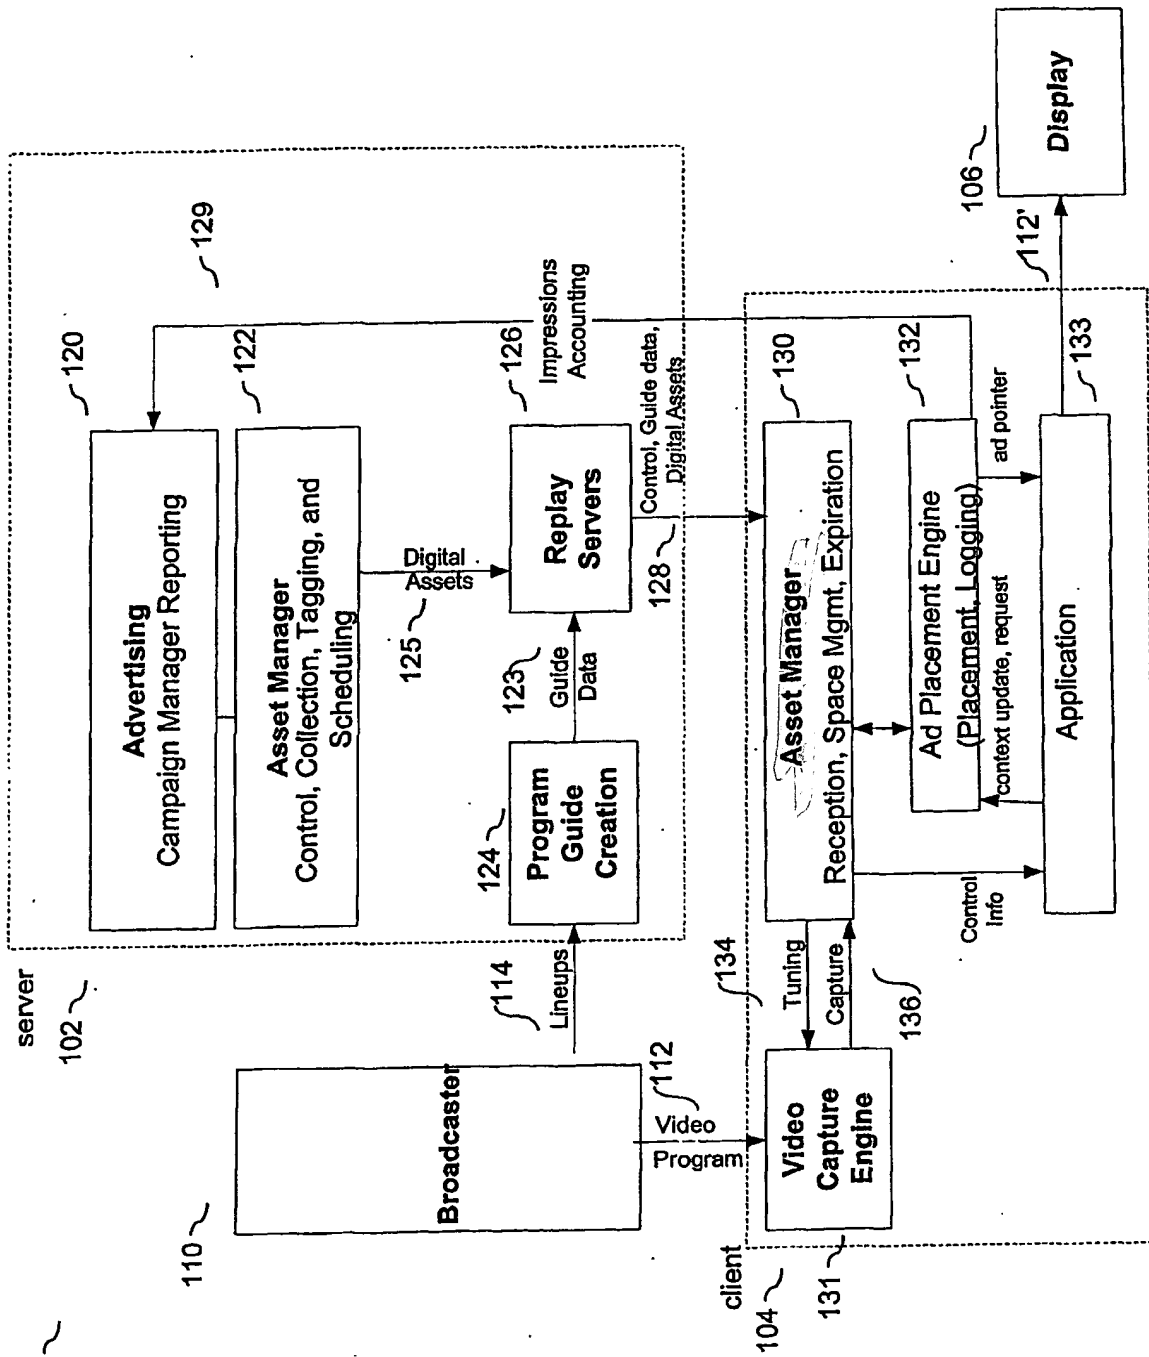 server
102
120
Advertising
Campaign Manager Reporting
129
122
Asset Manager
Control, Collection, Tagging, and
Scheduling
Digital
Assets
125
126
Impressions
Accounting
Replay
Servers
123
Guide
Data
124
Program
Guide
Creation
114
Lineups
110
Broadcaster
112
Video
Program
128
Control, Guide data,
Digital Assets
client
104
131
Video
Capture
Engine
134
Tuning
Capture
136
130
Asset Manager
Reception, Space Mgmt, Expiration
132
Ad Placement Engine
(Placement, Logging)
context update, request
ad pointer
Control
Info
133
Application
112'
106
Display